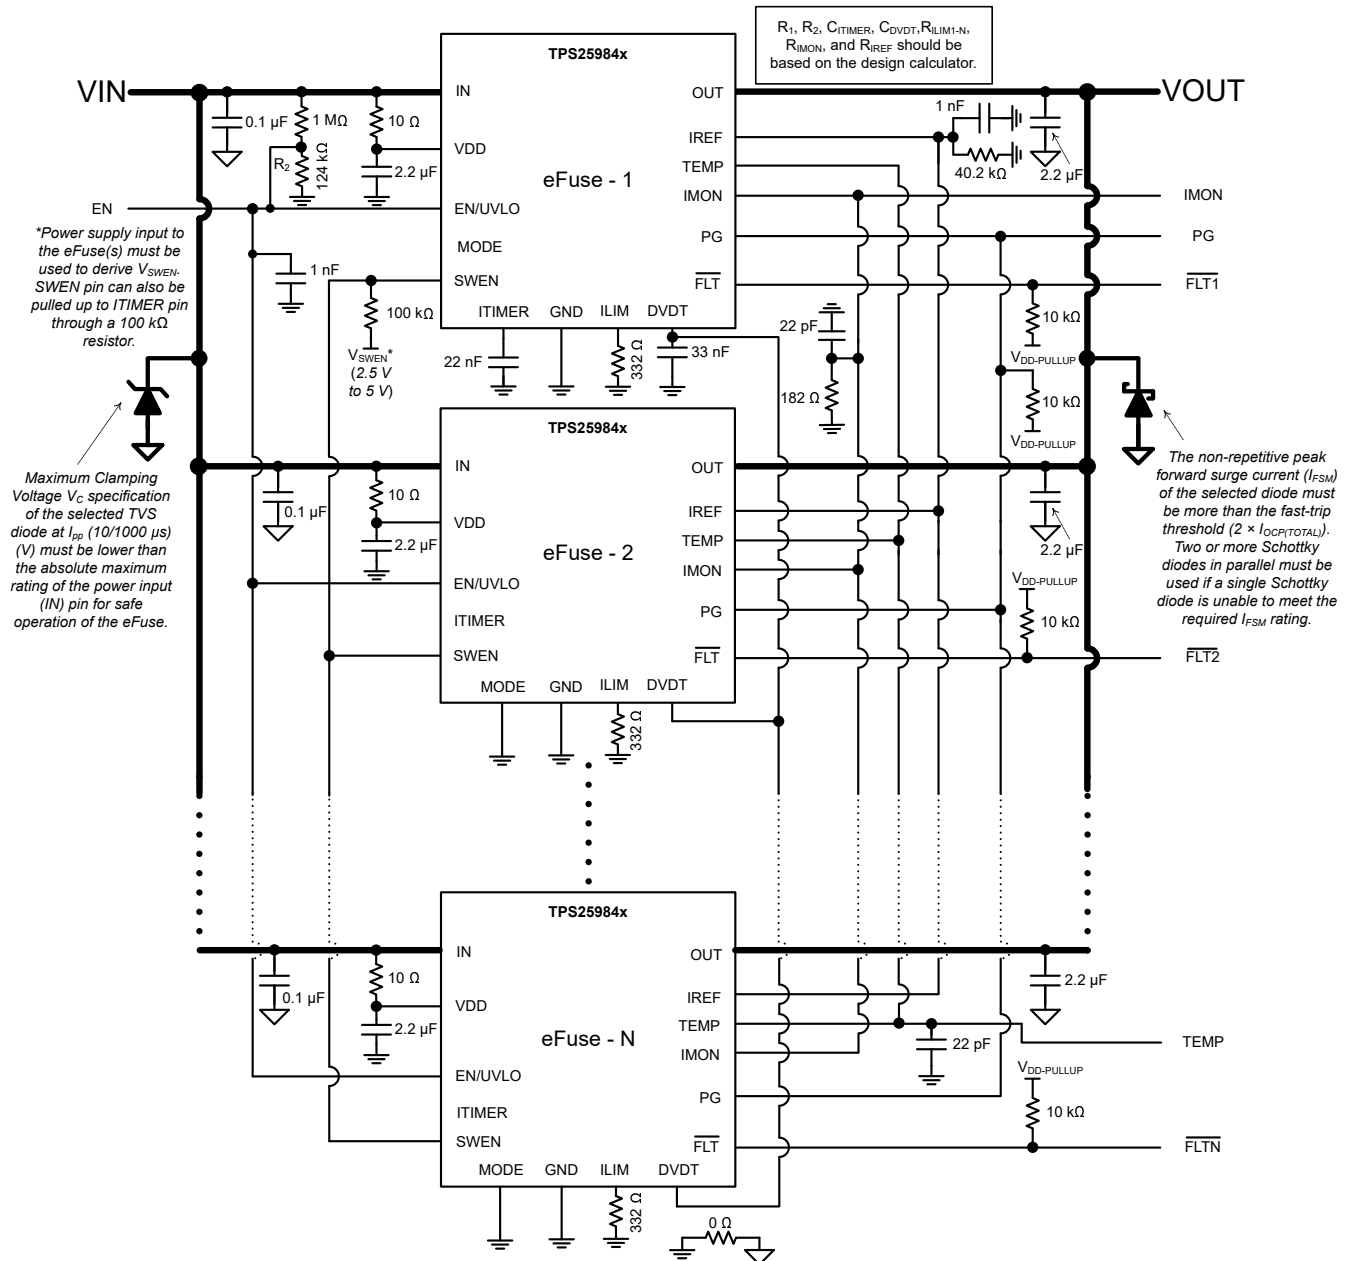 R1, R2, CITIMER, CDVDT,RILIM1-N,
RIMON, and RIREF should be
based on the design calculator.
VIN
VOUT
TPS25984x
eFuse - 1
IN
VDD
EN/UVLO
MODE
SWEN
ITIMER
GND
ILIM
DVDT
OUT
IREF
TEMP
IMON
PG
FLT
0.1 µF
1 MΩ
R2
124 kΩ
10 Ω
2.2 µF
EN
*Power supply input to
the eFuse(s) must be
used to derive VSWEN.
SWEN pin can also be
pulled up to ITIMER pin
through a 100 kΩ
resistor.
1 nF
100 kΩ
VSWEN*
(2.5 V
to 5 V)
22 nF
332 Ω
33 nF
1 nF
40.2 kΩ
2.2 µF
IMON
PG
FLT1
22 pF
182 Ω
10 kΩ
VDD-PULLUP
10 kΩ
VDD-PULLUP
Maximum Clamping
Voltage VC specification
of the selected TVS
diode at Ipp (10/1000 µs)
(V) must be lower than
the absolute maximum
rating of the power input
(IN) pin for safe
operation of the eFuse.
The non-repetitive peak
forward surge current (IFSM)
of the selected diode must
be more than the fast-trip
threshold (2 × IOCP(TOTAL)).
Two or more Schottky
diodes in parallel must be
used if a single Schottky
diode is unable to meet the
required IFSM rating.
TPS25984x
eFuse - 2
IN
VDD
EN/UVLO
ITIMER
SWEN
MODE
GND
ILIM
DVDT
OUT
IREF
TEMP
IMON
PG
FLT
0.1 µF
10 Ω
2.2 µF
332 Ω
2.2 µF
VDD-PULLUP
10 kΩ
FLT2
TPS25984x
eFuse - N
IN
VDD
EN/UVLO
ITIMER
SWEN
MODE
GND
ILIM
DVDT
OUT
IREF
TEMP
IMON
PG
FLT
0.1 µF
10 Ω
2.2 µF
332 Ω
2.2 µF
22 pF
TEMP
VDD-PULLUP
10 kΩ
FLTN
0 Ω